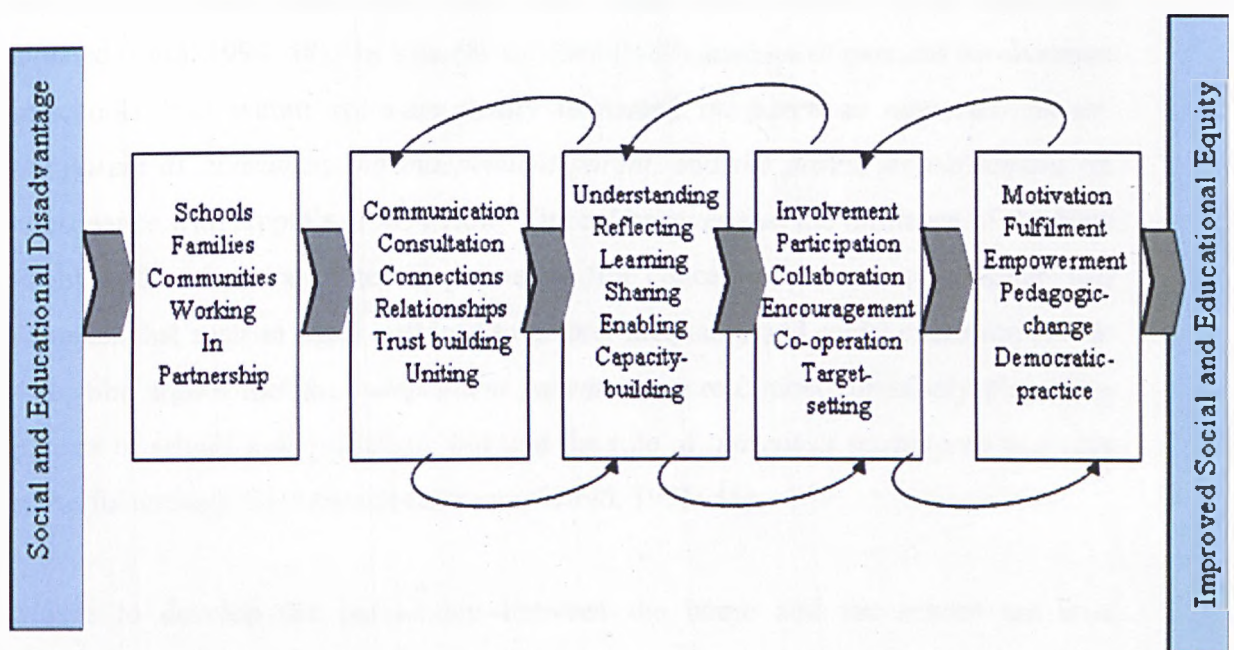 Social and Educational Disadvantage
Schools
Families
Communities
Working
In
Partnership
Communication
Consultation
Connections
Relationships
Trust building
Uniting
Understanding
Reflecting
Learning
Sharing
Enabling
Capacity-
building
Involvement
Participation
Collaboration
Encouragement
Co-operation
Target-
setting
Motivation
Fulfilment
Empowerment
Pedagogic-
change
Democratic-
practice
Improved Social and Educational Equity